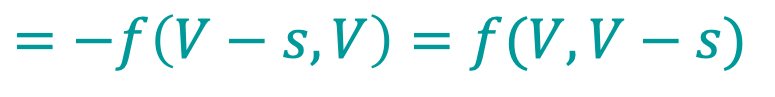 = −f(V − s, V) = f(V, V − s)